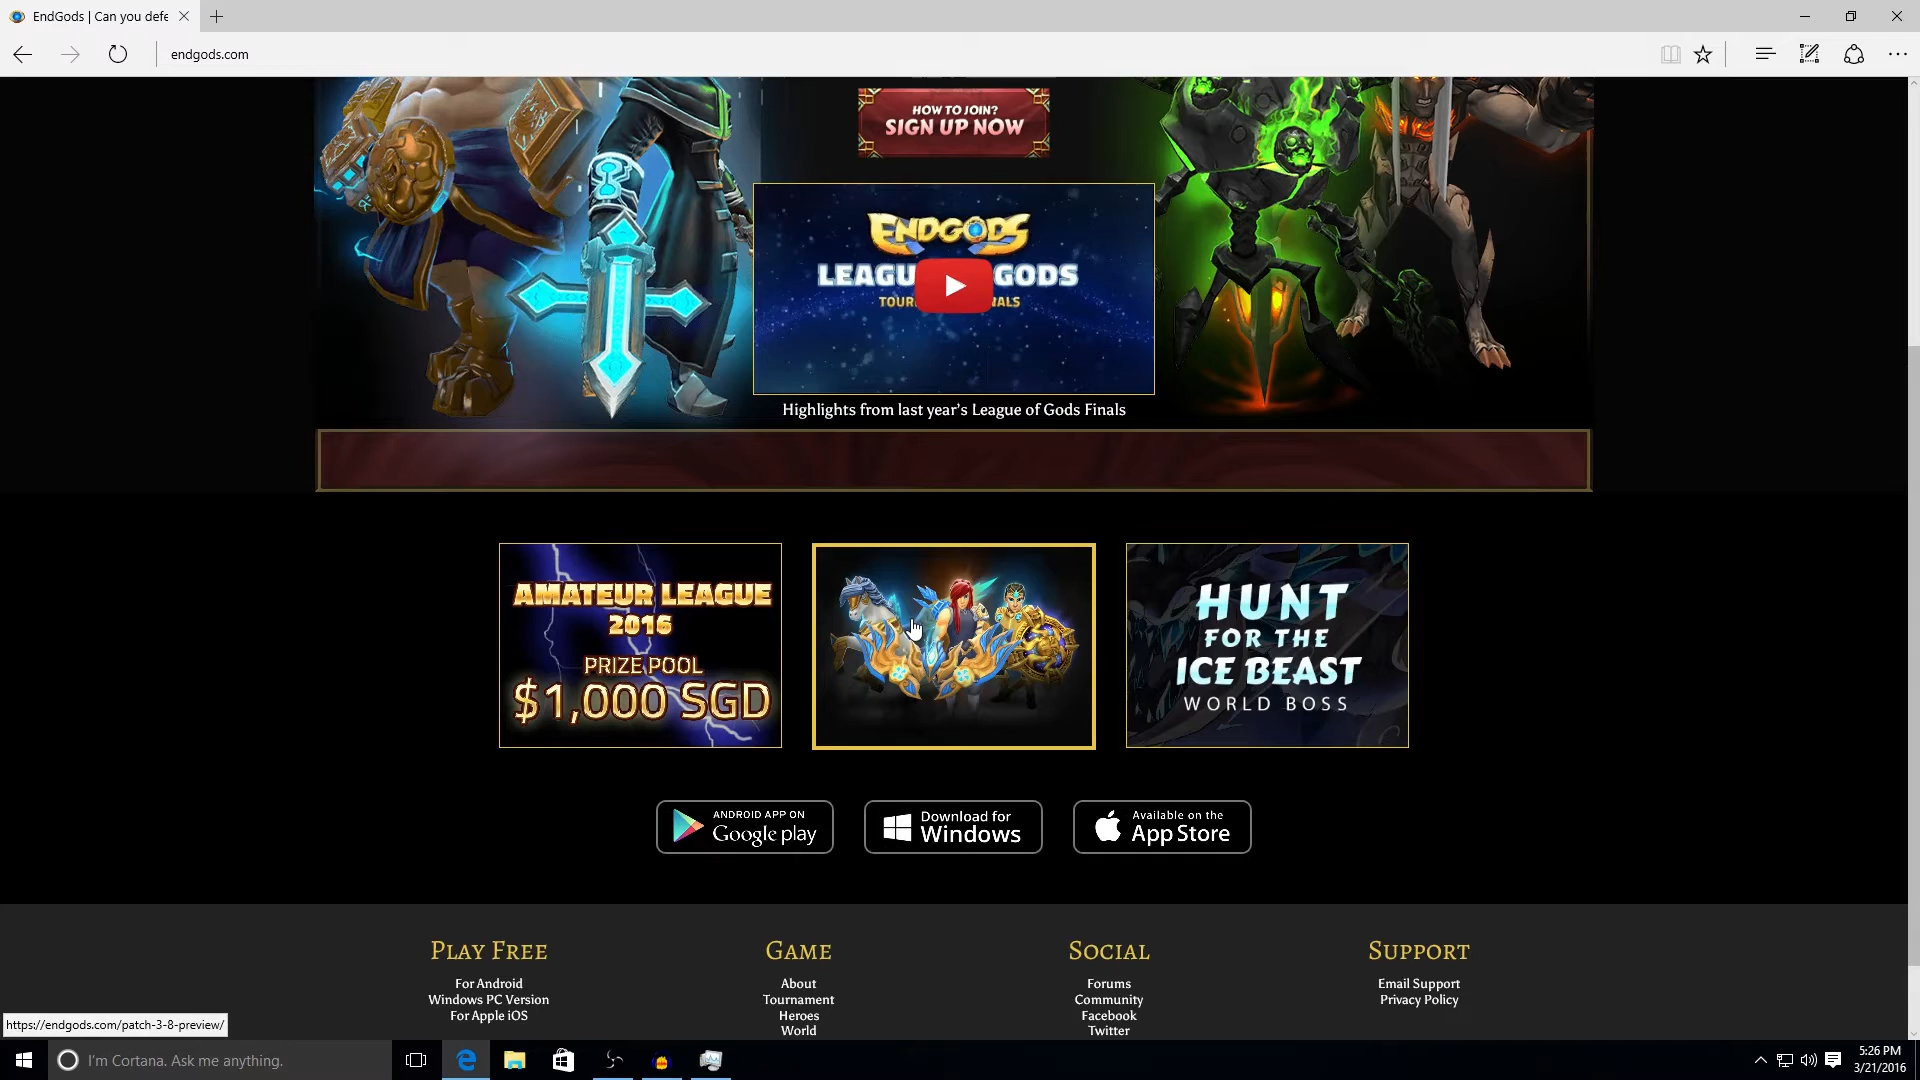 EndGods | Can you defe
endgods.com
HOW TO JOIN?
SIGN UP NOW
ENDGODS
LEAGU GODS
TOUR NALS
Highlights from last year's League of Gods Finals
AMATEUR LEAGUE
2016
PRIZE POOL
$1,000 SGD
HUNT
FOR THE
ICE BEAST
WORLD BOSS
ANDROID APP ON
Google play
Download for
Windows
Available on the
App Store
Play Free
For Android
Windows PC Version
For Apple iOS
Game
About
Tournament
Heroes
World
Social
Forums
Community
Facebook
Twitter
Support
Email Support
Privacy Policy
https://endgods.com/patch-3-8-preview/
I'm Cortana. Ask me anything.
5:26 PM
3/21/2016